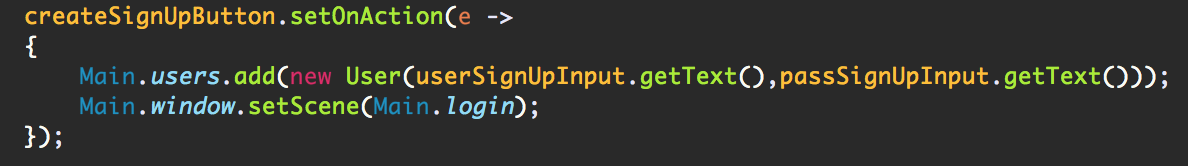 createSignUpButton.setOnAction(e ->
{
    Main.users.add(new User(userSignUpInput.getText(),passSignUpInput.getText()));
    Main.window.setScene(Main.login);
});